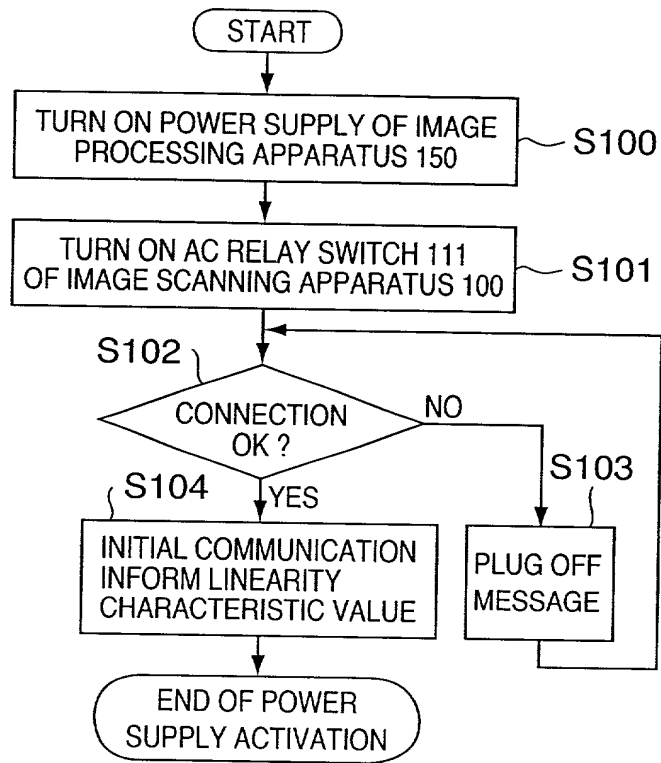 START
TURN ON POWER SUPPLY OF IMAGE
PROCESSING APPARATUS 150
S100
TURN ON AC RELAY SWITCH 111
OF IMAGE SCANNING APPARATUS 100
S101
S102
CONNECTION
OK ?
NO
YES
S103
PLUG OFF
MESSAGE
S104
INITIAL COMMUNICATION
INFORM LINEARITY
CHARACTERISTIC VALUE
END OF POWER
SUPPLY ACTIVATION